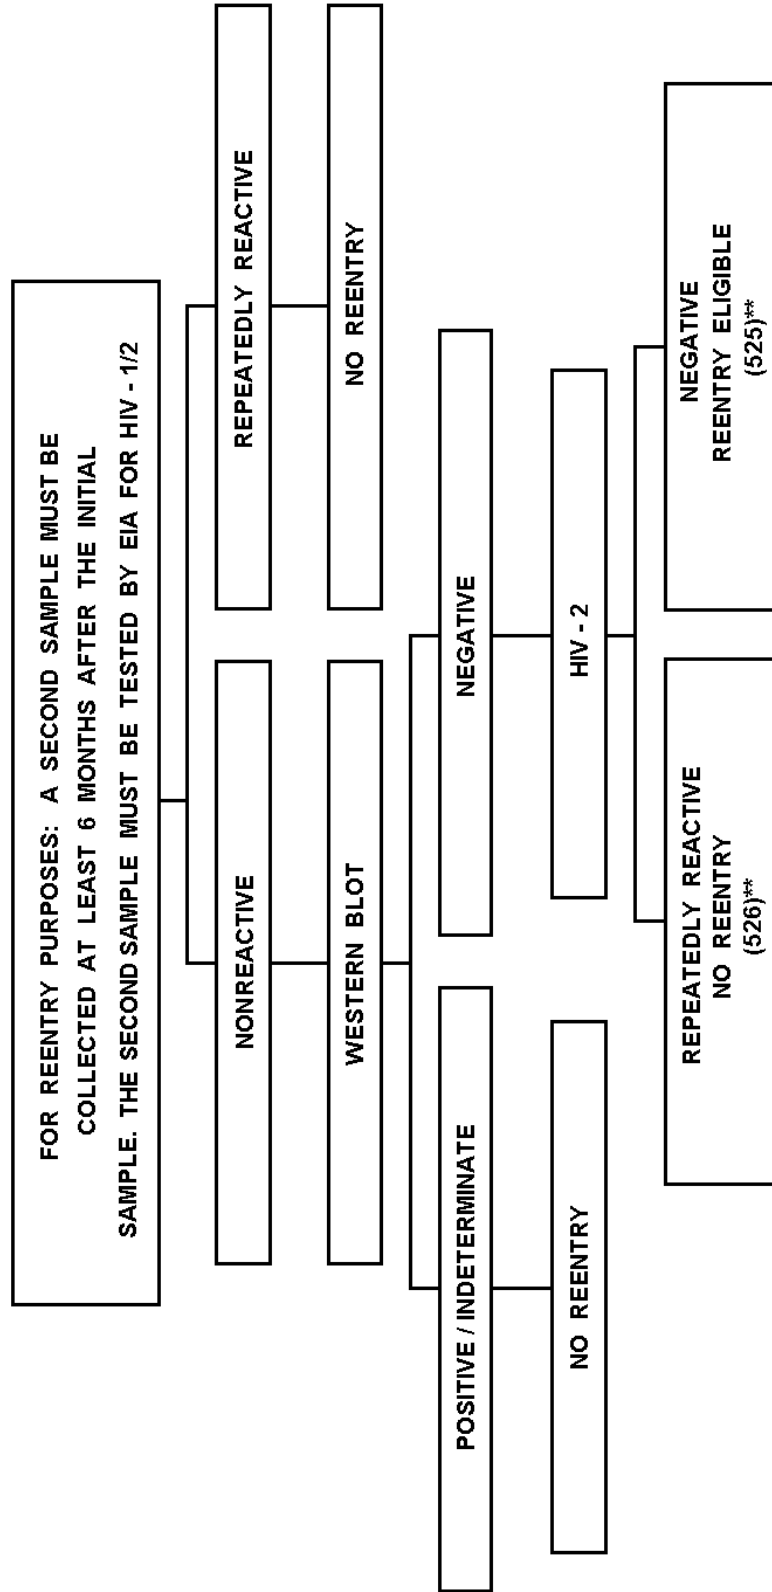 FOR REENTRY PURPOSES: A SECOND SAMPLE MUST BE
COLLECTED AT LEAST 6 MONTHS AFTER THE INITIAL
SAMPLE. THE SECOND SAMPLE MUST BE TESTED BY EIA FOR HIV - 1/2
NONREACTIVE
REPEATEDLY REACTIVE
WESTERN BLOT
NO REENTRY
POSITIVE / INDETERMINATE
NEGATIVE
NO REENTRY
HIV - 2
REPEATEDLY REACTIVE
NO REENTRY
(526)**
NEGATIVE
REENTRY ELIGIBLE
(525)**